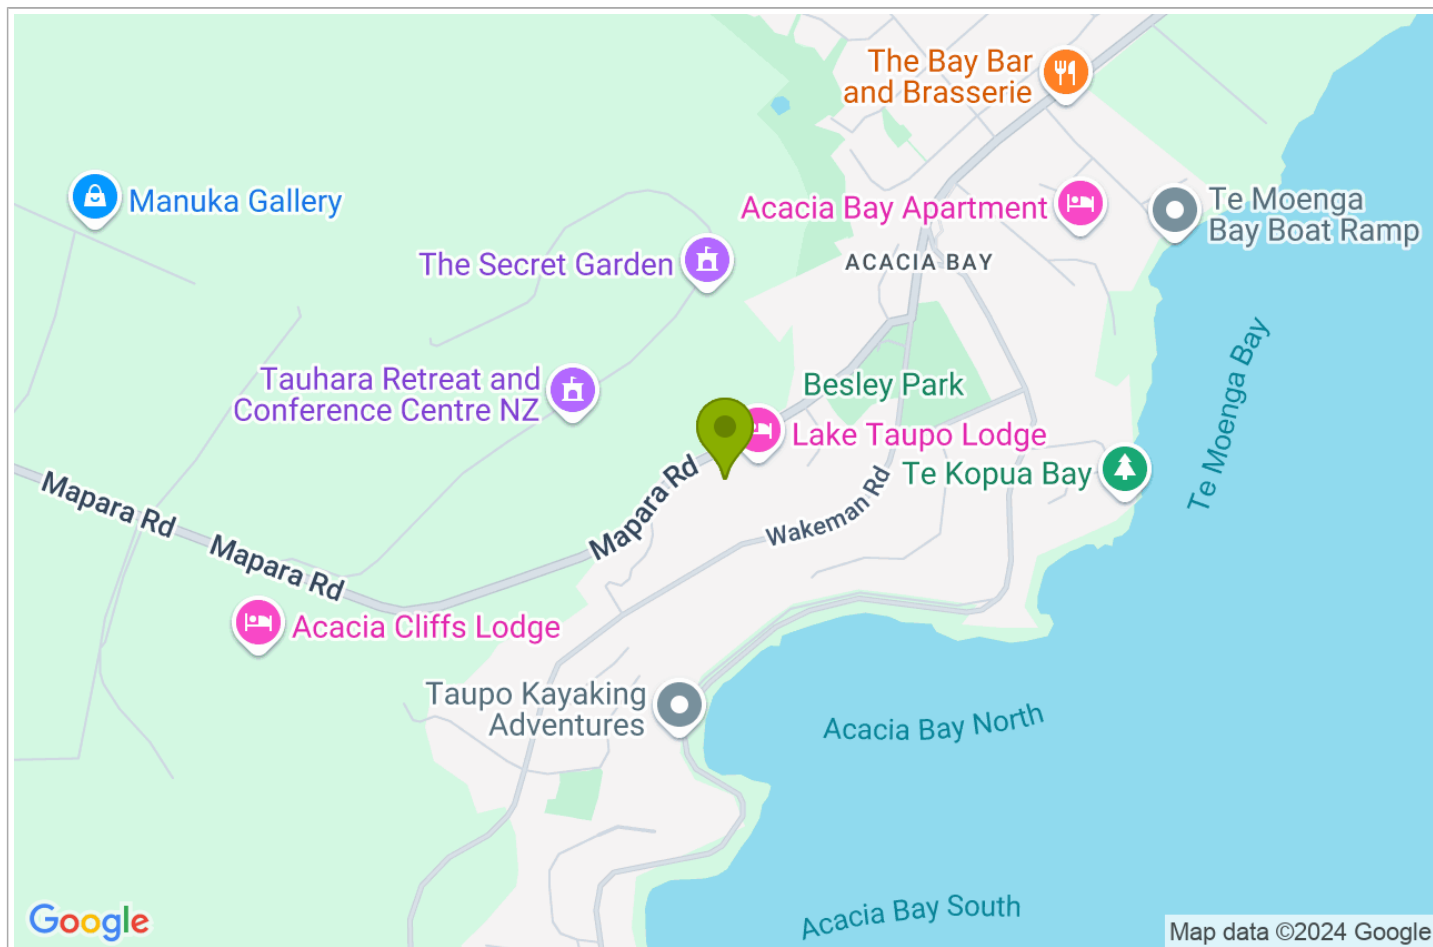 The Bay Bar
and Brasserie
Manuka Gallery
Acacia Bay Apartment
Te Moenga
Bay Boat Ramp
The Secret Garden
ACACIA BAY
Te Moenga Bay
Tauhara Retreat and
Conference Centre NZ
Besley Park
Lake Taupo Lodge
Te Kopua Bay
Mapara Rd
Mapara Rd
Mapara Rd
Wakeman Rd
Acacia Cliffs Lodge
Taupo Kayaking
Adventures
Acacia Bay North
Acacia Bay South
Google
Map data ©2024 Google